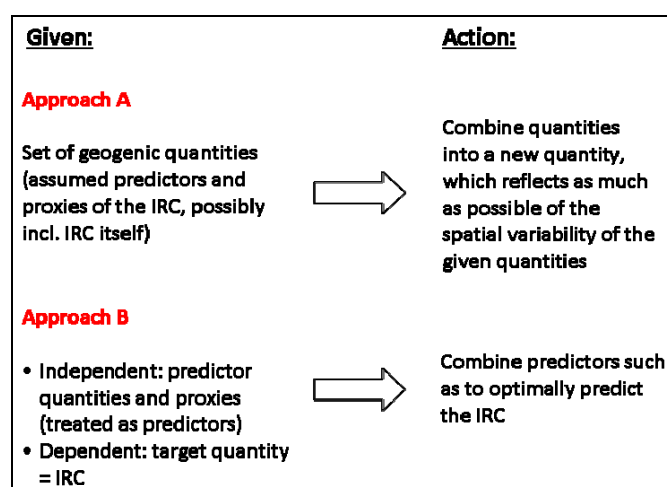 Given:
Action:
Approach A
Set of geogenic quantities
(assumed predictors and
proxies of the IRC, possibly
incl. IRC itself)
Combine quantities
into a new quantity,
which reflects as much
as possible of the
spatial variability of the
given quantities
Approach B
• Independent: predictor
quantities and proxies
(treated as predictors)
• Dependent: target quantity
= IRC
Combine predictors such
as to optimally predict
the IRC